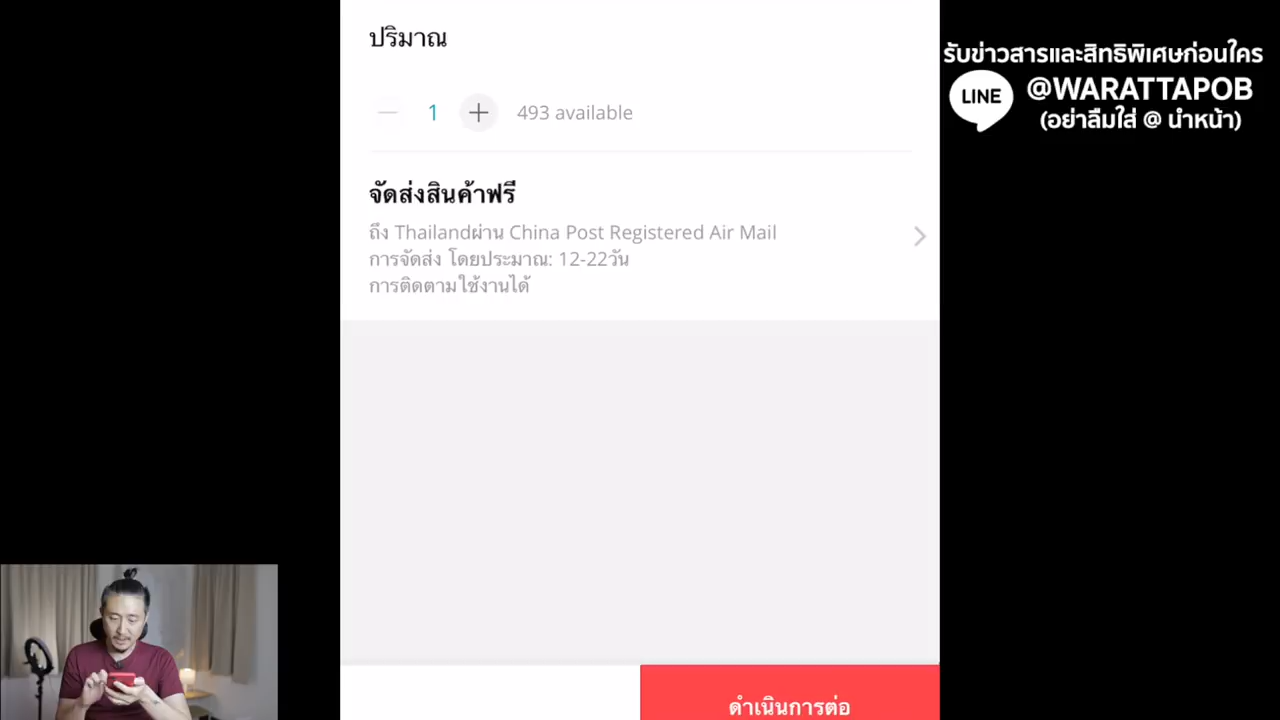 ปริมาณ
1
493 available
จัดส่งสินค้าฟรี
ถึง Thailandผ่าน China Post Registered Air Mail
การจัดส่ง โดยประมาณ: 12-22วัน
การติดตามใช้งานได้
ดำเนินการต่อ
รับข่าวสารและสิทธิพิเศษก่อนใคร
LINE
@WARATTAPOB
(อย่าลืมใส่ @ นำหน้า)